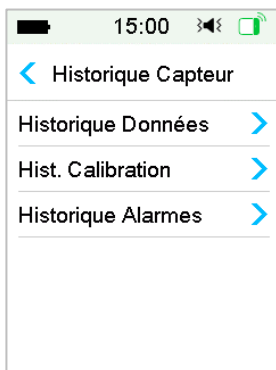 15:00
Historique Capteur
Historique Données
Hist. Calibration
Historique Alarmes